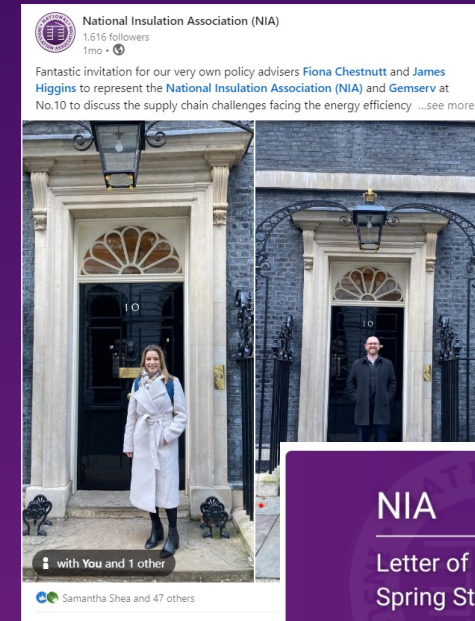 National Insulation Association (NIA)
1,616 followers
1mo •
Fantastic invitation for our very own policy advisers Fiona Chestnutt and James
Higgins to represent the National Insulation Association (NIA) and Gemserv at
No.10 to discuss the supply chain challenges facing the energy efficiency ...see more
10
10
with You and 1 other
Samantha Shea and 47 others
NIA
Letter of
Spring St